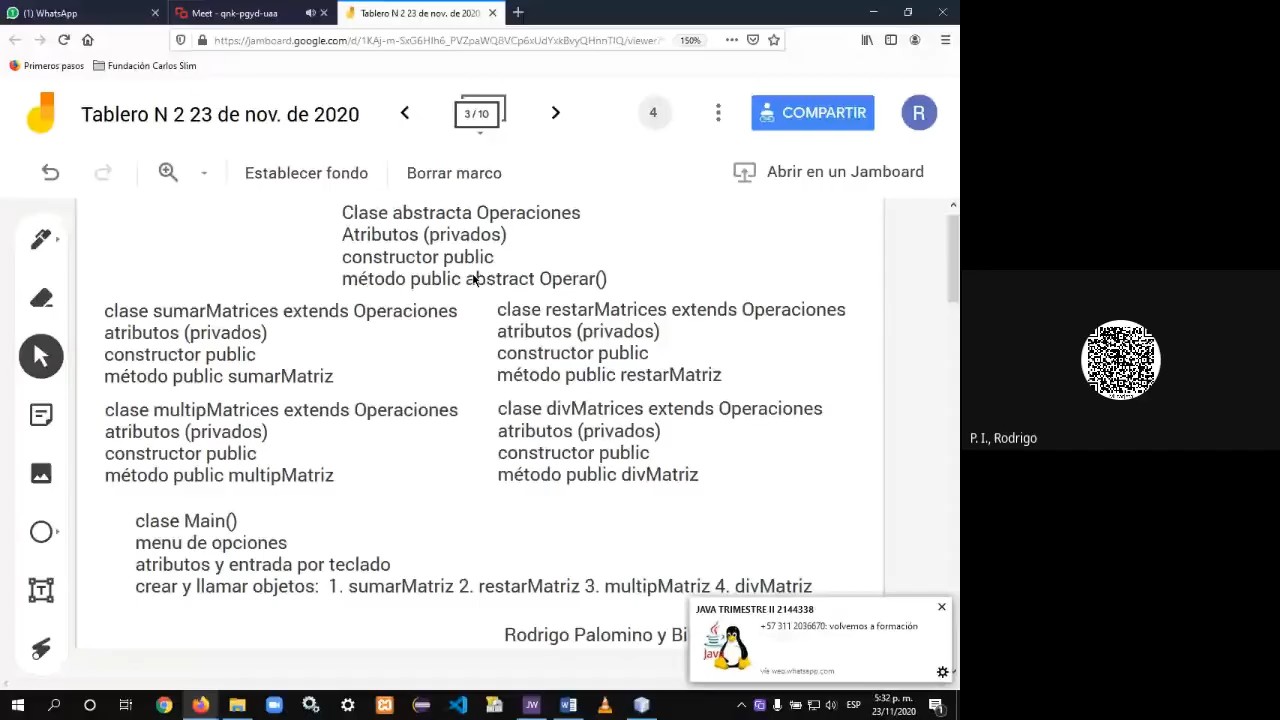 (1) WhatsApp
Meet - qnk-pgyd-uaa
Tablero N 2 23 de nov. de 2020
https://jamboard.google.com/d/1KAj-m-SxG6HIh6_PVZpaWQ8VCp6xUdYxkBvyQHnnTIQ/viewer?
150%
Primeros pasos
Fundación Carlos Slim
Tablero N 2 23 de nov. de 2020
3 / 10
4
COMPARTIR
R
Establecer fondo
Borrar marco
Abrir en un Jamboard
Clase abstracta Operaciones
Atributos (privados)
constructor public
método public abstract Operar()
clase sumarMatrices extends Operaciones
atributos (privados)
constructor public
método public sumarMatriz
clase restarMatrices extends Operaciones
atributos (privados)
constructor public
método public restarMatriz
clase multipMatrices extends Operaciones
atributos (privados)
constructor public
método public multipMatriz
clase divMatrices extends Operaciones
atributos (privados)
constructor public
método public divMatriz
clase Main()
menu de opciones
atributos y entrada por teclado
crear y llamar objetos: 1. sumarMatriz 2. restarMatriz 3. multipMatriz 4. divMatriz
Rodrigo Palomino y Bi
JAVA TRIMESTRE II 2144338
+57 311 2036670: volvemos a formación
Java
vía web.whatsapp.com
P. I., Rodrigo
ESP
5:32 p. m.
23/11/2020